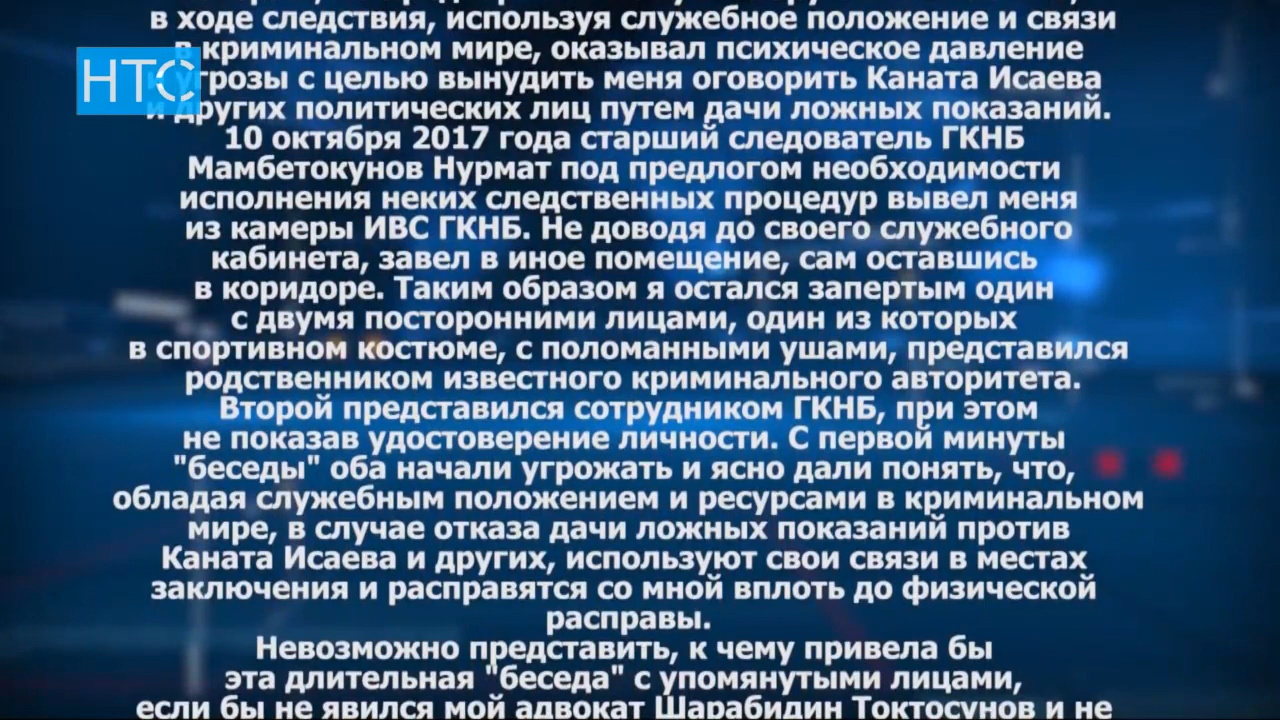 в ходе следствия, используя служебное положение и связи
НТС
в криминальном мире, оказывал психическое давление
и угрозы с целью вынудить меня оговорить Каната Исаева
и других политических лиц путем дачи ложных показаний.
10 октября 2017 года старший следователь ГКНБ
Мамбетокунов Нурмат под предлогом необходимости
исполнения неких следственных процедур вывел меня
из камеры ИВС ГКНБ. Не доводя до своего служебного
кабинета, завел в иное помещение, сам оставшись
в коридоре. Таким образом я остался запертым один
с двумя посторонними лицами, один из которых
в спортивном костюме, с поломанными ушами, представился
родственником известного криминального авторитета.
Второй представился сотрудником ГКНБ, при этом
не показав удостоверение личности. С первой минуты
"беседы" оба начали угрожать и ясно дали понять, что,
обладая служебным положением и ресурсами в криминальном
мире, в случае отказа дачи ложных показаний против
Каната Исаева и других, используют свои связи в местах
заключения и расправятся со мной вплоть до физической
расправы.
Невозможно представить, к чему привела бы
эта длительная "беседа" с упомянутыми лицами,
если бы не явился мой адвокат Шарабидин Токтосунов и не